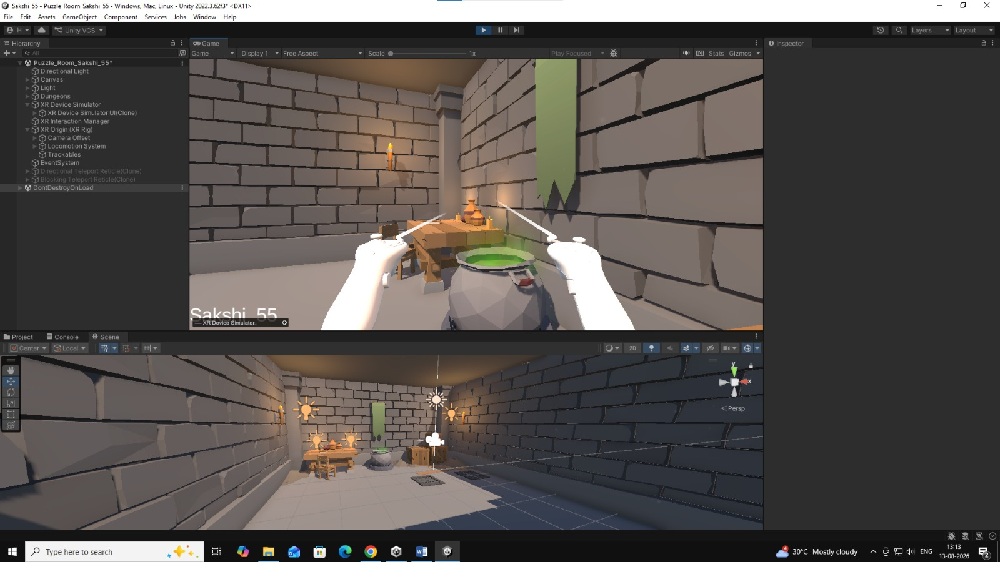 Sakshi_55 - Puzzle_Room_Sakshi_55 - Windows, Mac, Linux - Unity 2022.3.62f3* <DX11>
File Edit Assets GameObject Component Services Jobs Window Help
H Unity VCS Layers Layout
Hierarchy
All
Puzzle_Room_Sakshi_55*
Directional Light
Canvas
Light
Dungeons
XR Device Simulator
XR Device Simulator UI(Clone)
XR Interaction Manager
XR Origin (XR Rig)
Camera Offset
Locomotion System
Trackables
EventSystem
Directional Teleport Reticle(Clone)
Blocking Teleport Reticle(Clone)
DontDestroyOnLoad
Game
Game Display 1 Free Aspect Scale 1x Play Focused Stats Gizmos
Sakshi_55
XR Device Simulator
Inspector
Project Console Scene
Center Local 2D
y
x
Persp
Type here to search
4
30°C Mostly cloudy
ENG
13:13
13-08-2026
2